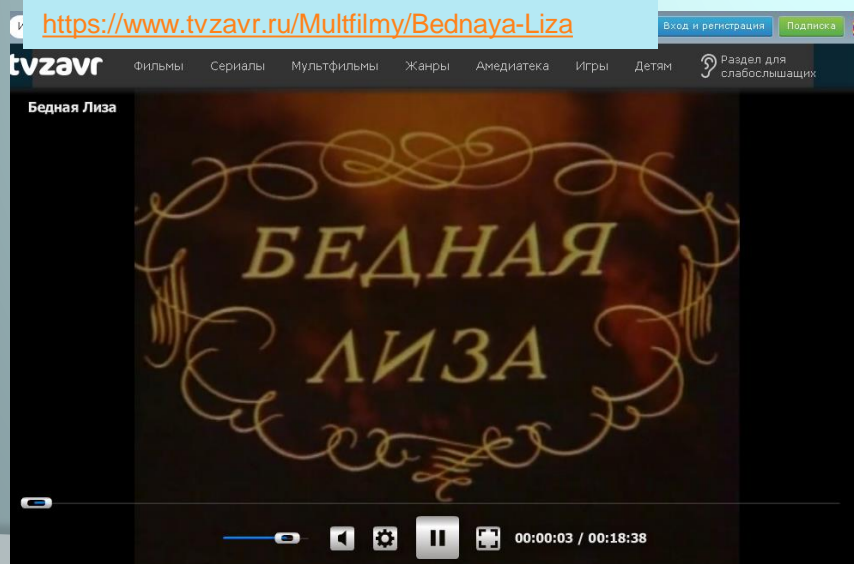 https://www.tvzavr.ru/Multfilmy/Bednaya-Liza
Вход и регистрация Подписка
tvzavr Фильмы Сериалы Мультфильмы Жанры Амедиатека Игры Детям Раздел для
слабослышащих
Бедная Лиза
БЕДНАЯ
ЛИЗА
00:00:03 / 00:18:38